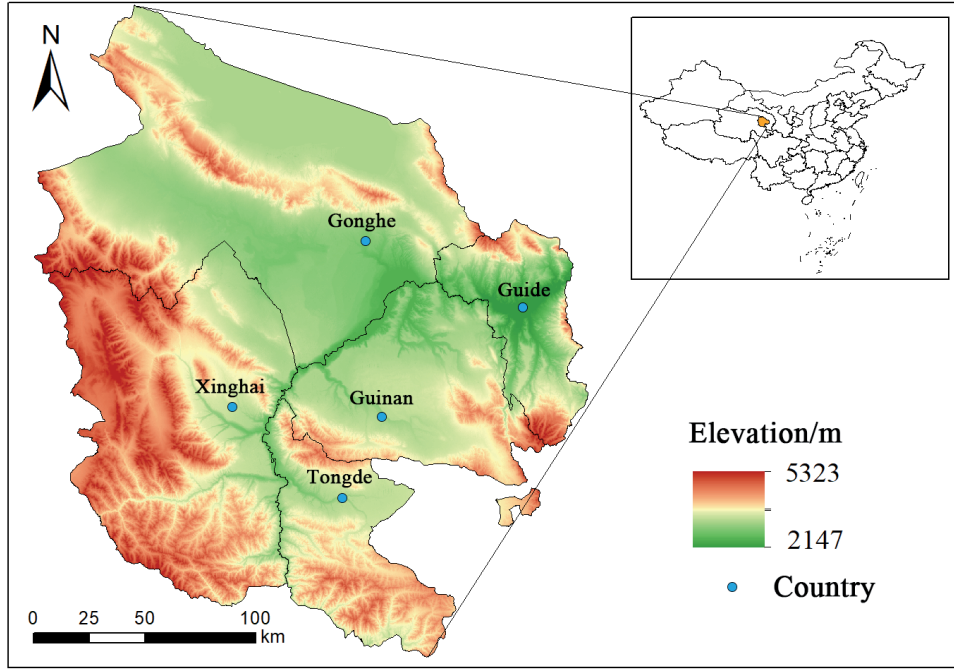 N
Gonghe
Guide
Xinghai
Guinan
Tongde
Elevation/m
5323
2147
Country
0 25 50 100
km